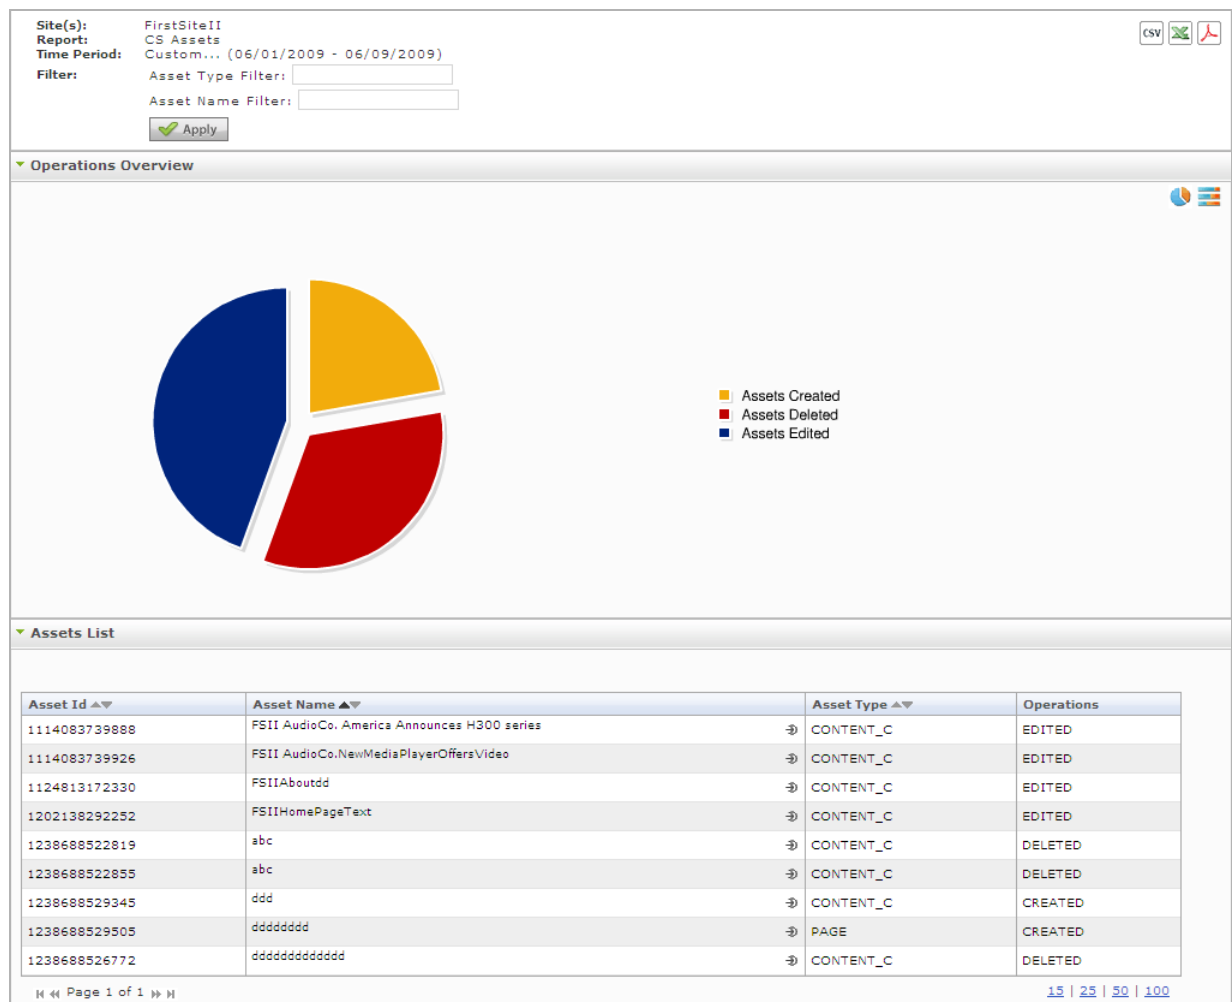 Site(s): FirstSiteII
Report: CS Assets
Time Period: Custom... (06/01/2009 - 06/09/2009)
Filter: Asset Type Filter:
Asset Name Filter:
Apply
CSV
Operations Overview
Assets Created
Assets Deleted
Assets Edited
Assets List
Asset Id Asset Name Asset Type Operations
1114083739888 FSII AudioCo. America Announces H300 series CONTENT_C EDITED
1114083739926 FSII AudioCo.NewMediaPlayerOffersVideo CONTENT_C EDITED
1124813172330 FSIIAboutdd CONTENT_C EDITED
1202138292252 FSIIHomePageText CONTENT_C EDITED
1238688522819 abc CONTENT_C DELETED
1238688522855 abc CONTENT_C DELETED
1238688529345 ddd CONTENT_C CREATED
1238688529505 dddddddd PAGE CREATED
1238688526772 ddddddddddddd CONTENT_C DELETED
Page 1 of 1 15 | 25 | 50 | 100